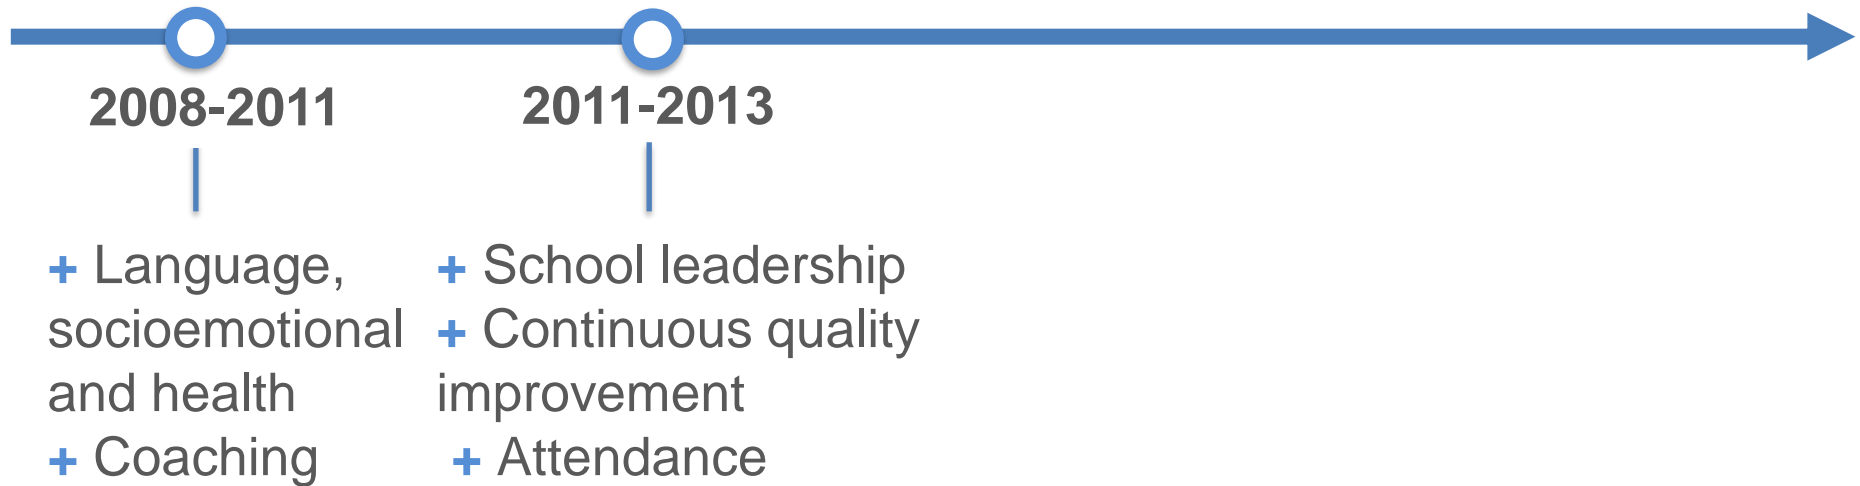 2008-2011
+ Language,
socioemotional
and health
+ Coaching
2011-2013
+ School leadership
+ Continuous quality
improvement
+ Attendance